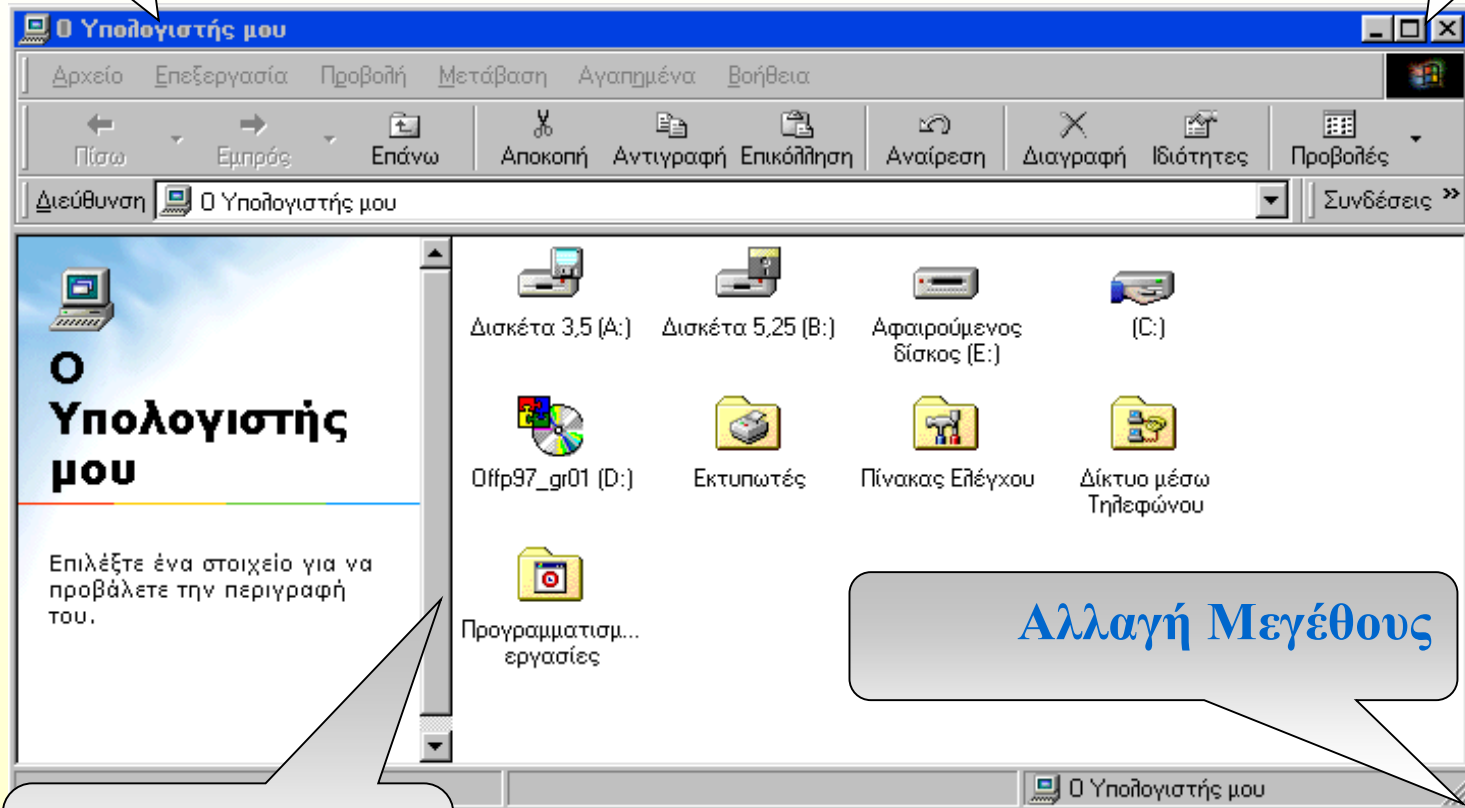 Ο Υπολογιστής μου
Αρχείο Επεξεργασία Προβολή Μετάβαση Αγαπημένα Βοήθεια
Πίσω Εμπρός Επάνω Αποκοπή Αντιγραφή Επικόλληση Αναίρεση Διαγραφή Ιδιότητες Προβολές
Διεύθυνση Ο Υπολογιστής μου Συνδέσεις »
Ο
Υπολογιστής
μου
Επιλέξτε ένα στοιχείο για να
προβάλετε την περιγραφή
του.
Δισκέτα 3,5 (A:) Δισκέτα 5,25 (B:) Αφαιρούμενος (C:)
δίσκος (E:)
Offp97_gr01 (D:) Εκτυπωτές Πίνακας Ελέγχου Δίκτυο μέσω
Τηλεφώνου
Προγραμματισμ...
εργασίες
Αλλαγή Μεγέθους
Ο Υπολογιστής μου